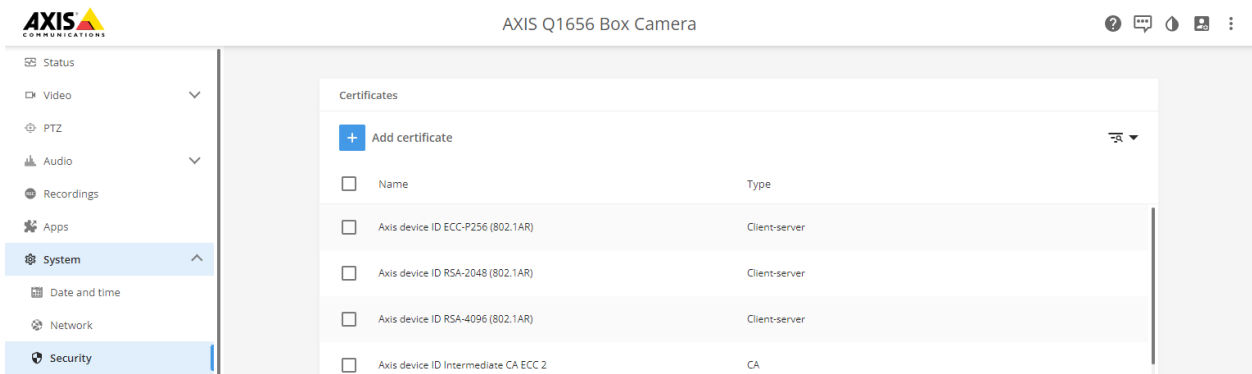 AXIS
COMMUNICATIONS
AXIS Q1656 Box Camera
Status
Video
PTZ
Audio
Recordings
Apps
System
Date and time
Network
Security
Certificates
Add certificate
Name Type
Axis device ID ECC-P256 (802.1AR) Client-server
Axis device ID RSA-2048 (802.1AR) Client-server
Axis device ID RSA-4096 (802.1AR) Client-server
Axis device ID Intermediate CA ECC 2 CA